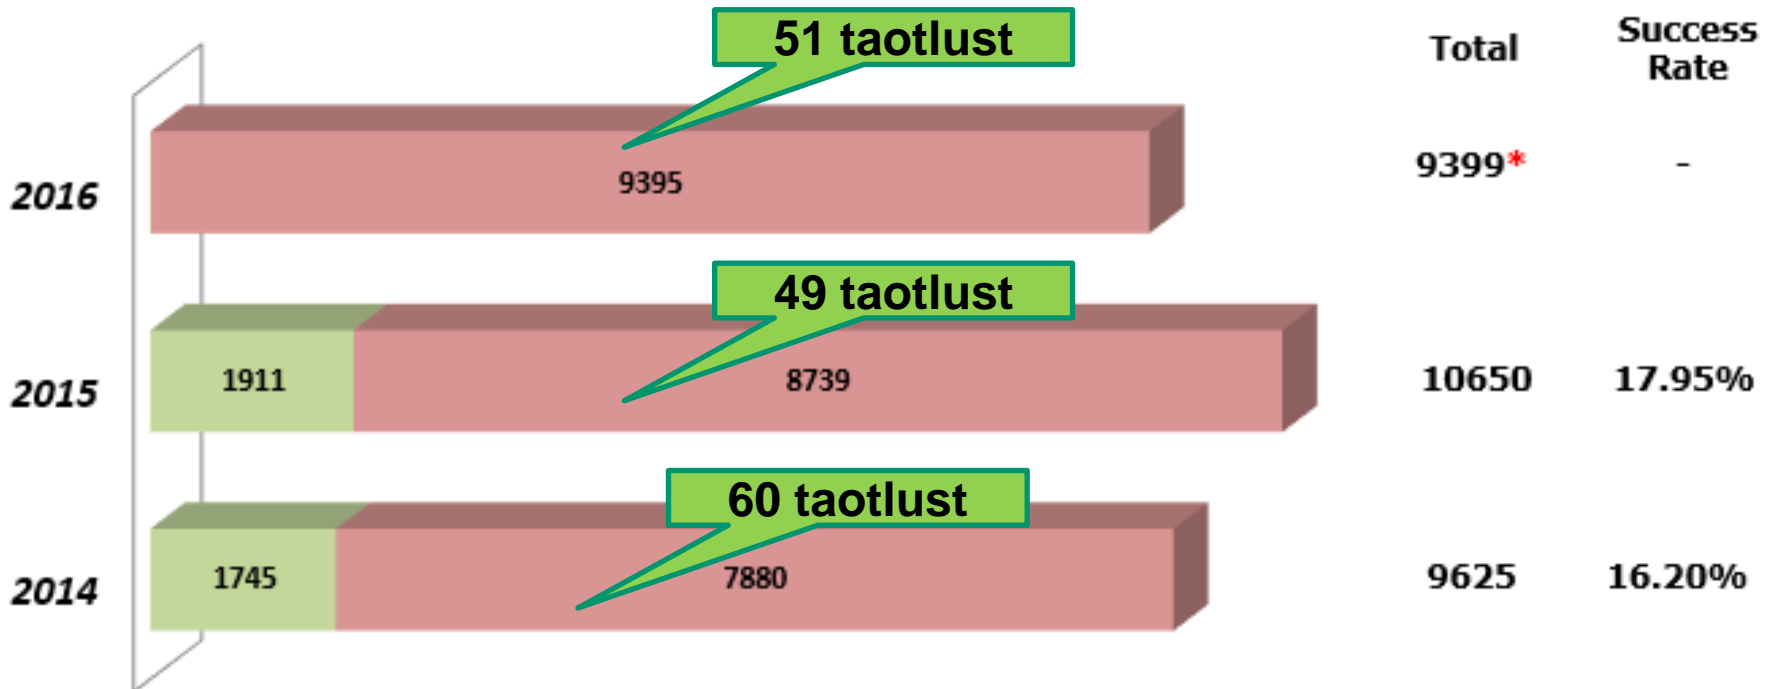 Total
Success
Rate
51 taotlust
2016
9395
9399*
-
49 taotlust
2015
1911
8739
10650
17.95%
60 taotlust
2014
1745
7880
9625
16.20%